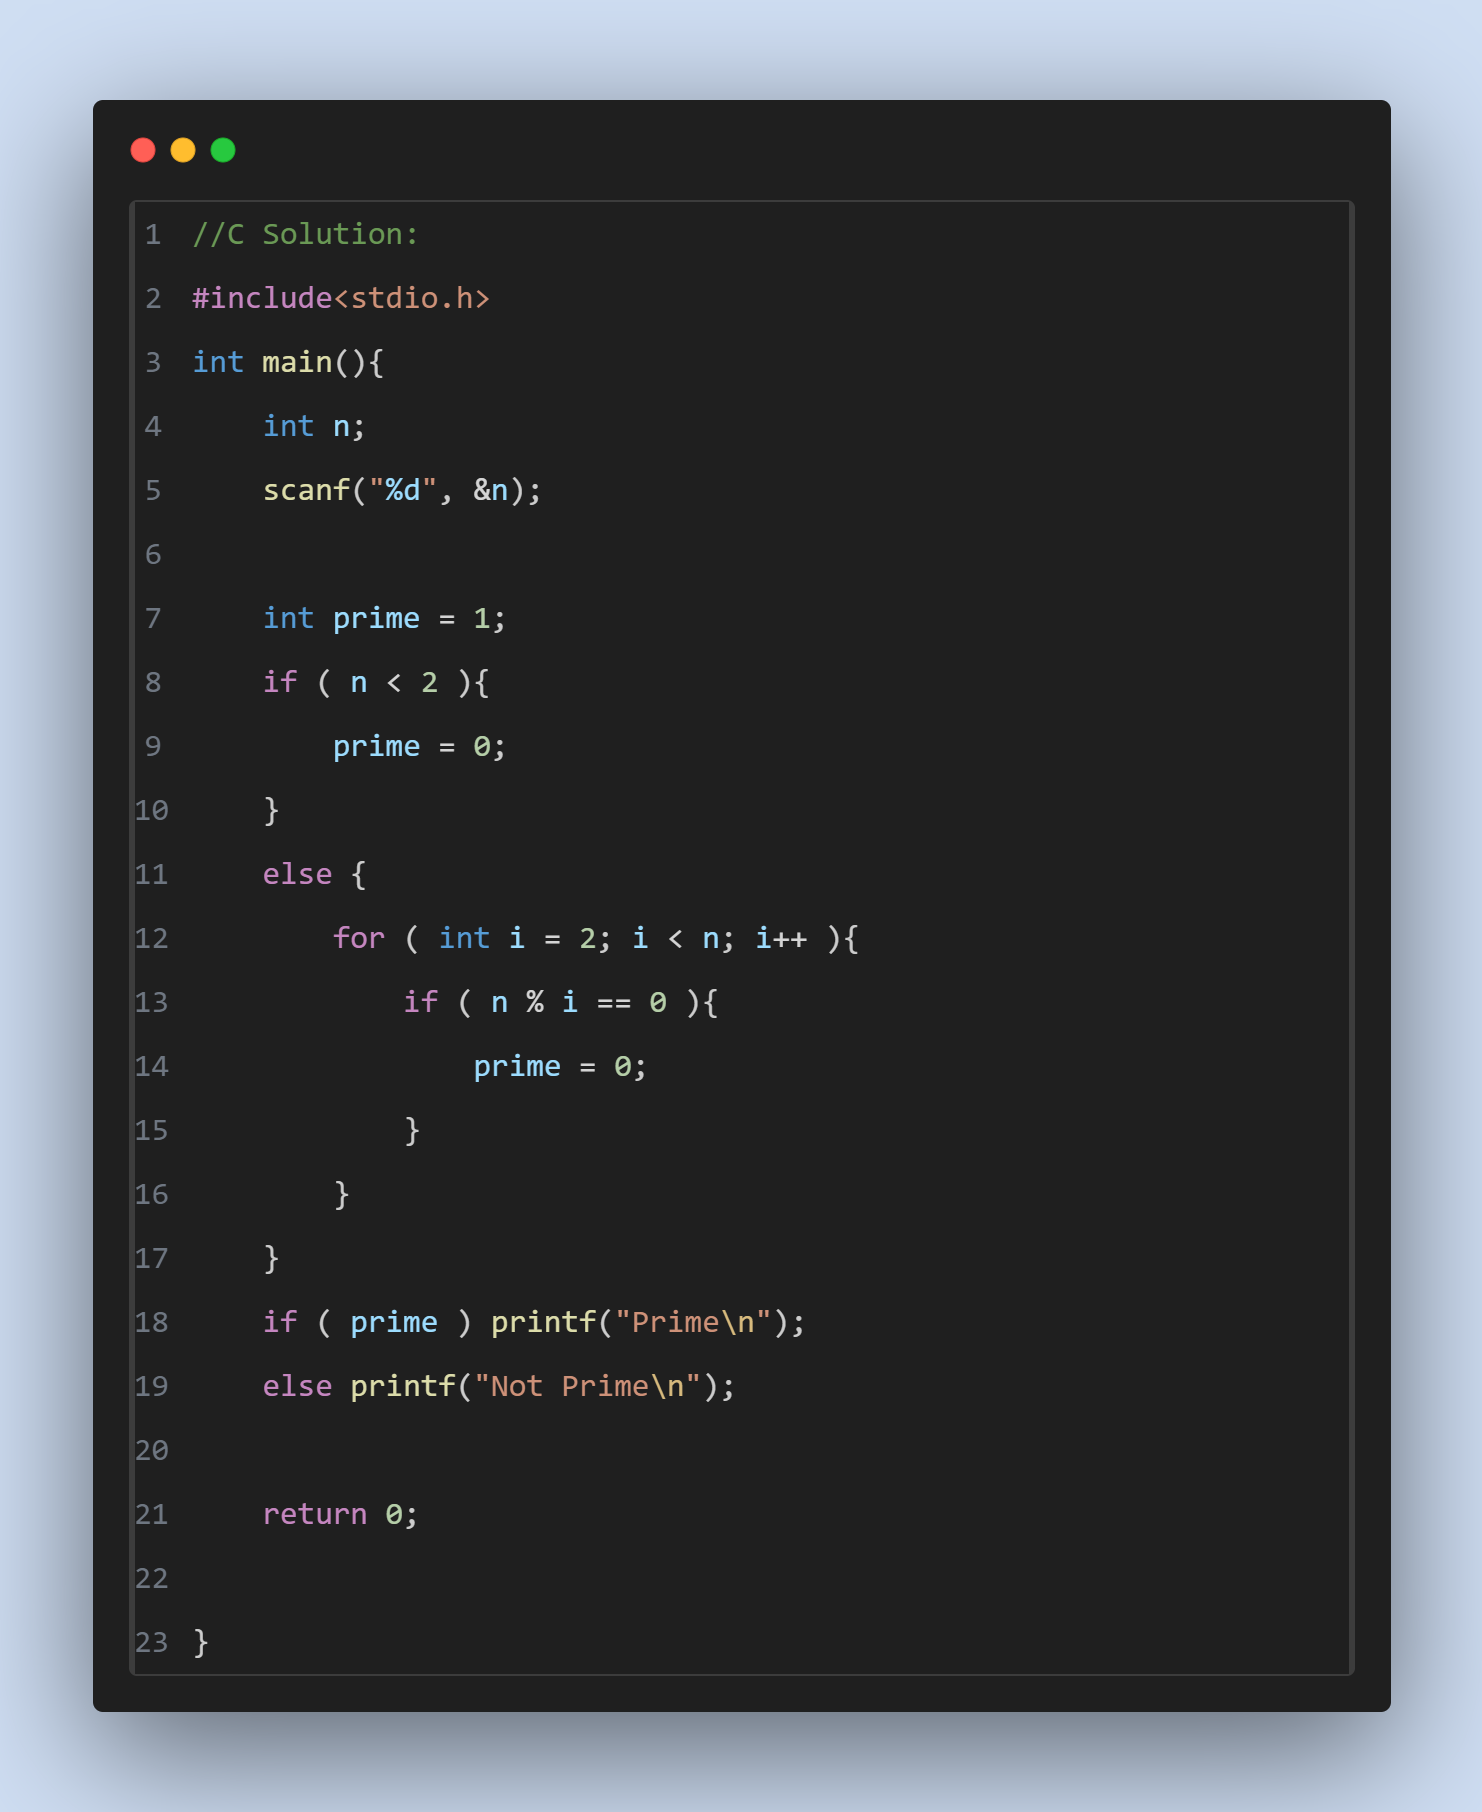 1 //C Solution:
2 #include<stdio.h>
3 int main(){
4     int n;
5     scanf("%d", &n);
6
7     int prime = 1;
8     if ( n < 2 ){
9         prime = 0;
10     }
11     else {
12         for ( int i = 2; i < n; i++ ){
13             if ( n % i == 0 ){
14                 prime = 0;
15             }
16         }
17     }
18     if ( prime ) printf("Prime\n");
19     else printf("Not Prime\n");
20
21     return 0;
22
23 }